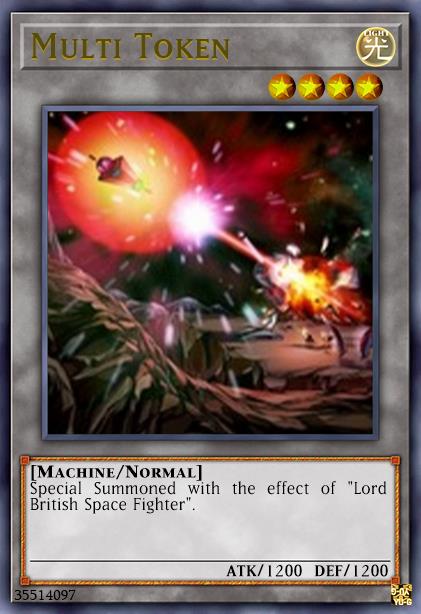 MULTI TOKEN
LIGHT
光
[MACHINE/NORMAL]
Special Summoned with the effect of "Lord
British Space Fighter".
ATK/1200 DEF/1200
35514097